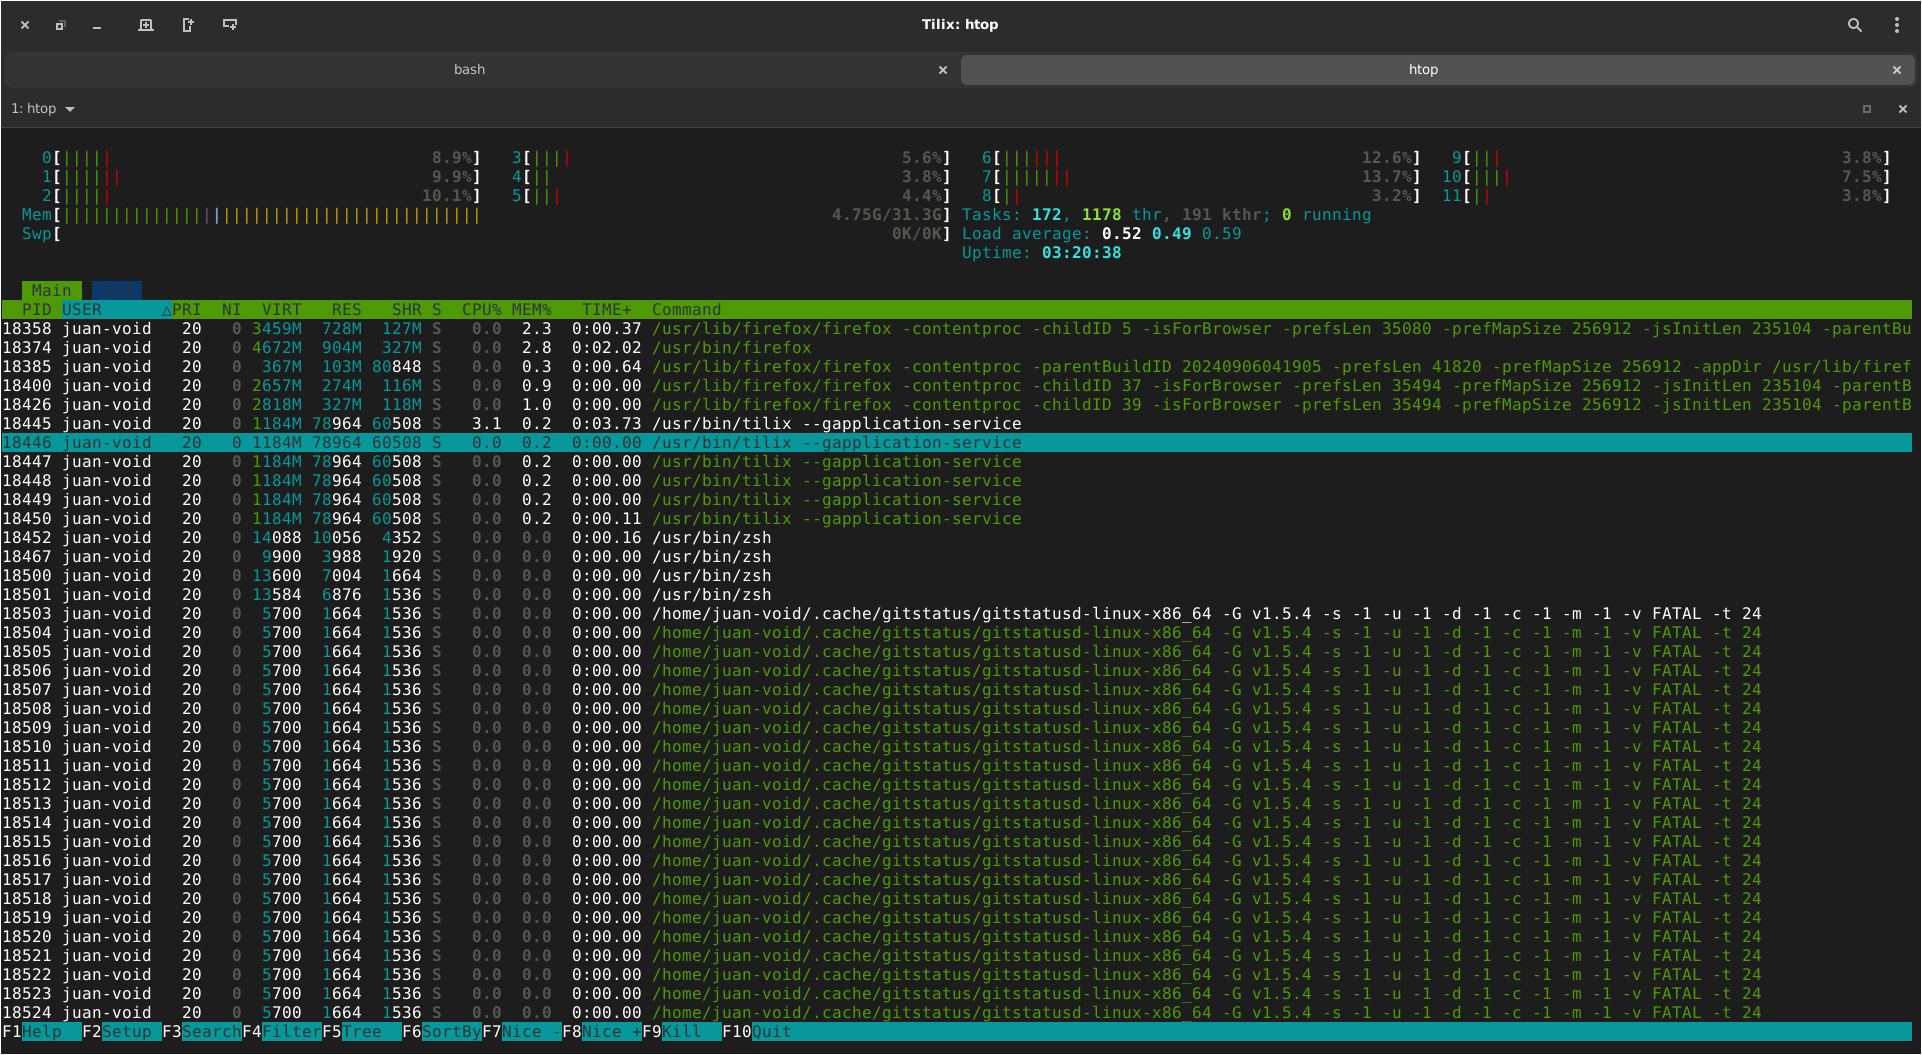 Tilix: htop
bash
htop
1: htop
0[||||| 8.9%] 3[|||| 5.6%] 6[|||||| 12.6%] 9[||| 3.8%]
1[|||||| 9.9%] 4[|| 3.8%] 7[||||||| 13.7%] 10[|||| 7.5%]
2[||||| 10.1%] 5[||| 4.4%] 8[|| 3.2%] 11[|| 3.8%]
Mem[|||||||||||||||||||||||||||||||||||||||||| 4.75G/31.3G] Tasks: 172, 1178 thr, 191 kthr; 0 running
Swp[ 0K/0K] Load average: 0.52 0.49 0.59
Uptime: 03:20:38
Main
PID USER △PRI NI VIRT RES SHR S CPU% MEM% TIME+ Command
18358 juan-void 20 0 3459M 728M 127M S 0.0 2.3 0:00.37 /usr/lib/firefox/firefox -contentproc -childID 5 -isForBrowser -prefsLen 35080 -prefMapSize 256912 -jsInitLen 235104 -parentBu
18374 juan-void 20 0 4672M 904M 327M S 0.0 2.8 0:02.02 /usr/bin/firefox
18385 juan-void 20 0 367M 103M 80848 S 0.0 0.3 0:00.64 /usr/lib/firefox/firefox -contentproc -parentBuildID 20240906041905 -prefsLen 41820 -prefMapSize 256912 -appDir /usr/lib/firef
18400 juan-void 20 0 2657M 274M 116M S 0.0 0.9 0:00.00 /usr/lib/firefox/firefox -contentproc -childID 37 -isForBrowser -prefsLen 35494 -prefMapSize 256912 -jsInitLen 235104 -parentB
18426 juan-void 20 0 2818M 327M 118M S 0.0 1.0 0:00.00 /usr/lib/firefox/firefox -contentproc -childID 39 -isForBrowser -prefsLen 35494 -prefMapSize 256912 -jsInitLen 235104 -parentB
18445 juan-void 20 0 1184M 78964 60508 S 3.1 0.2 0:03.73 /usr/bin/tilix --gapplication-service
18446 juan-void 20 0 1184M 78964 60508 S 0.0 0.2 0:00.00 /usr/bin/tilix --gapplication-service
18447 juan-void 20 0 1184M 78964 60508 S 0.0 0.2 0:00.00 /usr/bin/tilix --gapplication-service
18448 juan-void 20 0 1184M 78964 60508 S 0.0 0.2 0:00.00 /usr/bin/tilix --gapplication-service
18449 juan-void 20 0 1184M 78964 60508 S 0.0 0.2 0:00.00 /usr/bin/tilix --gapplication-service
18450 juan-void 20 0 1184M 78964 60508 S 0.0 0.2 0:00.11 /usr/bin/tilix --gapplication-service
18452 juan-void 20 0 14088 10056 4352 S 0.0 0.0 0:00.16 /usr/bin/zsh
18467 juan-void 20 0 9900 3988 1920 S 0.0 0.0 0:00.00 /usr/bin/zsh
18500 juan-void 20 0 13600 7004 1664 S 0.0 0.0 0:00.00 /usr/bin/zsh
18501 juan-void 20 0 13584 6876 1536 S 0.0 0.0 0:00.00 /usr/bin/zsh
18503 juan-void 20 0 5700 1664 1536 S 0.0 0.0 0:00.00 /home/juan-void/.cache/gitstatus/gitstatusd-linux-x86_64 -G v1.5.4 -s -1 -u -1 -d -1 -c -1 -m -1 -v FATAL -t 24
18504 juan-void 20 0 5700 1664 1536 S 0.0 0.0 0:00.00 /home/juan-void/.cache/gitstatus/gitstatusd-linux-x86_64 -G v1.5.4 -s -1 -u -1 -d -1 -c -1 -m -1 -v FATAL -t 24
18505 juan-void 20 0 5700 1664 1536 S 0.0 0.0 0:00.00 /home/juan-void/.cache/gitstatus/gitstatusd-linux-x86_64 -G v1.5.4 -s -1 -u -1 -d -1 -c -1 -m -1 -v FATAL -t 24
18506 juan-void 20 0 5700 1664 1536 S 0.0 0.0 0:00.00 /home/juan-void/.cache/gitstatus/gitstatusd-linux-x86_64 -G v1.5.4 -s -1 -u -1 -d -1 -c -1 -m -1 -v FATAL -t 24
18507 juan-void 20 0 5700 1664 1536 S 0.0 0.0 0:00.00 /home/juan-void/.cache/gitstatus/gitstatusd-linux-x86_64 -G v1.5.4 -s -1 -u -1 -d -1 -c -1 -m -1 -v FATAL -t 24
18508 juan-void 20 0 5700 1664 1536 S 0.0 0.0 0:00.00 /home/juan-void/.cache/gitstatus/gitstatusd-linux-x86_64 -G v1.5.4 -s -1 -u -1 -d -1 -c -1 -m -1 -v FATAL -t 24
18509 juan-void 20 0 5700 1664 1536 S 0.0 0.0 0:00.00 /home/juan-void/.cache/gitstatus/gitstatusd-linux-x86_64 -G v1.5.4 -s -1 -u -1 -d -1 -c -1 -m -1 -v FATAL -t 24
18510 juan-void 20 0 5700 1664 1536 S 0.0 0.0 0:00.00 /home/juan-void/.cache/gitstatus/gitstatusd-linux-x86_64 -G v1.5.4 -s -1 -u -1 -d -1 -c -1 -m -1 -v FATAL -t 24
18511 juan-void 20 0 5700 1664 1536 S 0.0 0.0 0:00.00 /home/juan-void/.cache/gitstatus/gitstatusd-linux-x86_64 -G v1.5.4 -s -1 -u -1 -d -1 -c -1 -m -1 -v FATAL -t 24
18512 juan-void 20 0 5700 1664 1536 S 0.0 0.0 0:00.00 /home/juan-void/.cache/gitstatus/gitstatusd-linux-x86_64 -G v1.5.4 -s -1 -u -1 -d -1 -c -1 -m -1 -v FATAL -t 24
18513 juan-void 20 0 5700 1664 1536 S 0.0 0.0 0:00.00 /home/juan-void/.cache/gitstatus/gitstatusd-linux-x86_64 -G v1.5.4 -s -1 -u -1 -d -1 -c -1 -m -1 -v FATAL -t 24
18514 juan-void 20 0 5700 1664 1536 S 0.0 0.0 0:00.00 /home/juan-void/.cache/gitstatus/gitstatusd-linux-x86_64 -G v1.5.4 -s -1 -u -1 -d -1 -c -1 -m -1 -v FATAL -t 24
18515 juan-void 20 0 5700 1664 1536 S 0.0 0.0 0:00.00 /home/juan-void/.cache/gitstatus/gitstatusd-linux-x86_64 -G v1.5.4 -s -1 -u -1 -d -1 -c -1 -m -1 -v FATAL -t 24
18516 juan-void 20 0 5700 1664 1536 S 0.0 0.0 0:00.00 /home/juan-void/.cache/gitstatus/gitstatusd-linux-x86_64 -G v1.5.4 -s -1 -u -1 -d -1 -c -1 -m -1 -v FATAL -t 24
18517 juan-void 20 0 5700 1664 1536 S 0.0 0.0 0:00.00 /home/juan-void/.cache/gitstatus/gitstatusd-linux-x86_64 -G v1.5.4 -s -1 -u -1 -d -1 -c -1 -m -1 -v FATAL -t 24
18518 juan-void 20 0 5700 1664 1536 S 0.0 0.0 0:00.00 /home/juan-void/.cache/gitstatus/gitstatusd-linux-x86_64 -G v1.5.4 -s -1 -u -1 -d -1 -c -1 -m -1 -v FATAL -t 24
18519 juan-void 20 0 5700 1664 1536 S 0.0 0.0 0:00.00 /home/juan-void/.cache/gitstatus/gitstatusd-linux-x86_64 -G v1.5.4 -s -1 -u -1 -d -1 -c -1 -m -1 -v FATAL -t 24
18520 juan-void 20 0 5700 1664 1536 S 0.0 0.0 0:00.00 /home/juan-void/.cache/gitstatus/gitstatusd-linux-x86_64 -G v1.5.4 -s -1 -u -1 -d -1 -c -1 -m -1 -v FATAL -t 24
18521 juan-void 20 0 5700 1664 1536 S 0.0 0.0 0:00.00 /home/juan-void/.cache/gitstatus/gitstatusd-linux-x86_64 -G v1.5.4 -s -1 -u -1 -d -1 -c -1 -m -1 -v FATAL -t 24
18522 juan-void 20 0 5700 1664 1536 S 0.0 0.0 0:00.00 /home/juan-void/.cache/gitstatus/gitstatusd-linux-x86_64 -G v1.5.4 -s -1 -u -1 -d -1 -c -1 -m -1 -v FATAL -t 24
18523 juan-void 20 0 5700 1664 1536 S 0.0 0.0 0:00.00 /home/juan-void/.cache/gitstatus/gitstatusd-linux-x86_64 -G v1.5.4 -s -1 -u -1 -d -1 -c -1 -m -1 -v FATAL -t 24
18524 juan-void 20 0 5700 1664 1536 S 0.0 0.0 0:00.00 /home/juan-void/.cache/gitstatus/gitstatusd-linux-x86_64 -G v1.5.4 -s -1 -u -1 -d -1 -c -1 -m -1 -v FATAL -t 24
F1Help F2Setup F3SearchF4FilterF5Tree F6SortByF7Nice -F8Nice +F9Kill F10Quit